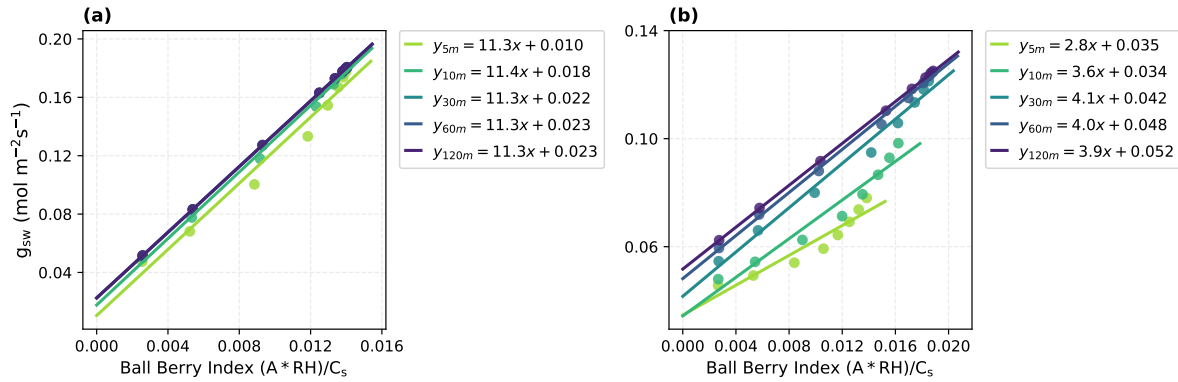 (a)
0.20
0.16
0.12
0.08
0.04
g_sw (mol m⁻²s⁻¹)
0.000 0.004 0.008 0.012 0.016
Ball Berry Index (A * RH)/C_s
y_5m = 11.3x + 0.010
y_10m = 11.4x + 0.018
y_30m = 11.3x + 0.022
y_60m = 11.3x + 0.023
y_120m = 11.3x + 0.023
(b)
0.14
0.10
0.06
0.000 0.004 0.008 0.012 0.016 0.020
Ball Berry Index (A * RH)/C_s
y_5m = 2.8x + 0.035
y_10m = 3.6x + 0.034
y_30m = 4.1x + 0.042
y_60m = 4.0x + 0.048
y_120m = 3.9x + 0.052